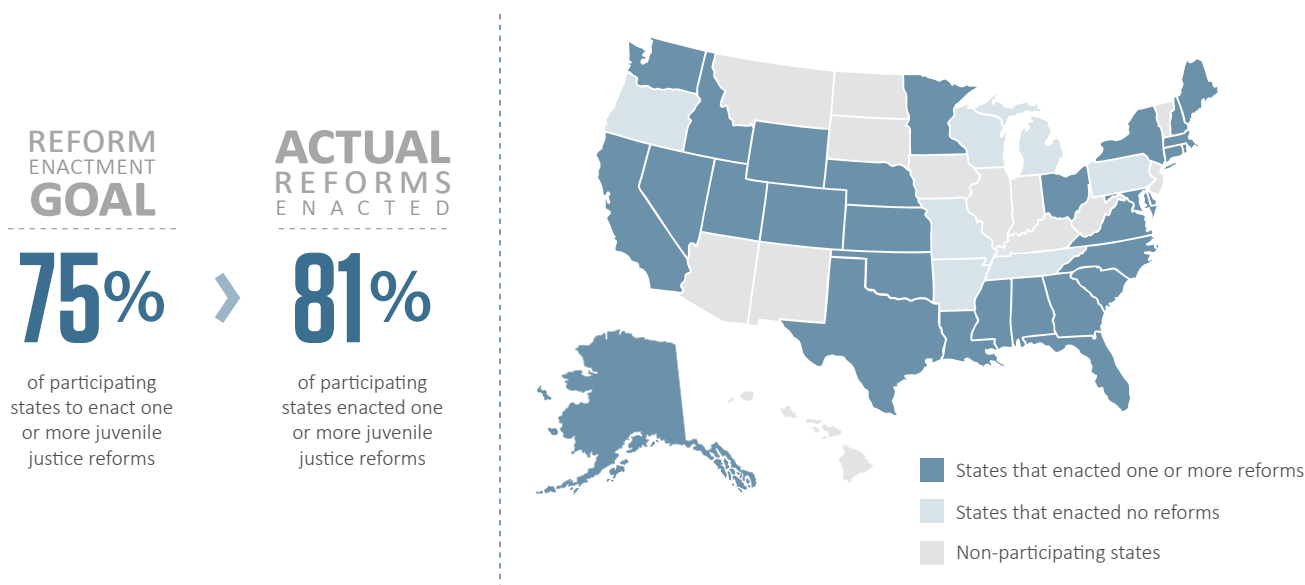 REFORM
ENACTMENT
GOAL
75%
of participating
states to enact one
or more juvenile
justice reforms
ACTUAL
REFORMS
ENACTED
81%
of participating
states enacted one
or more juvenile
justice reforms
States that enacted one or more reforms
States that enacted no reforms
Non-participating states